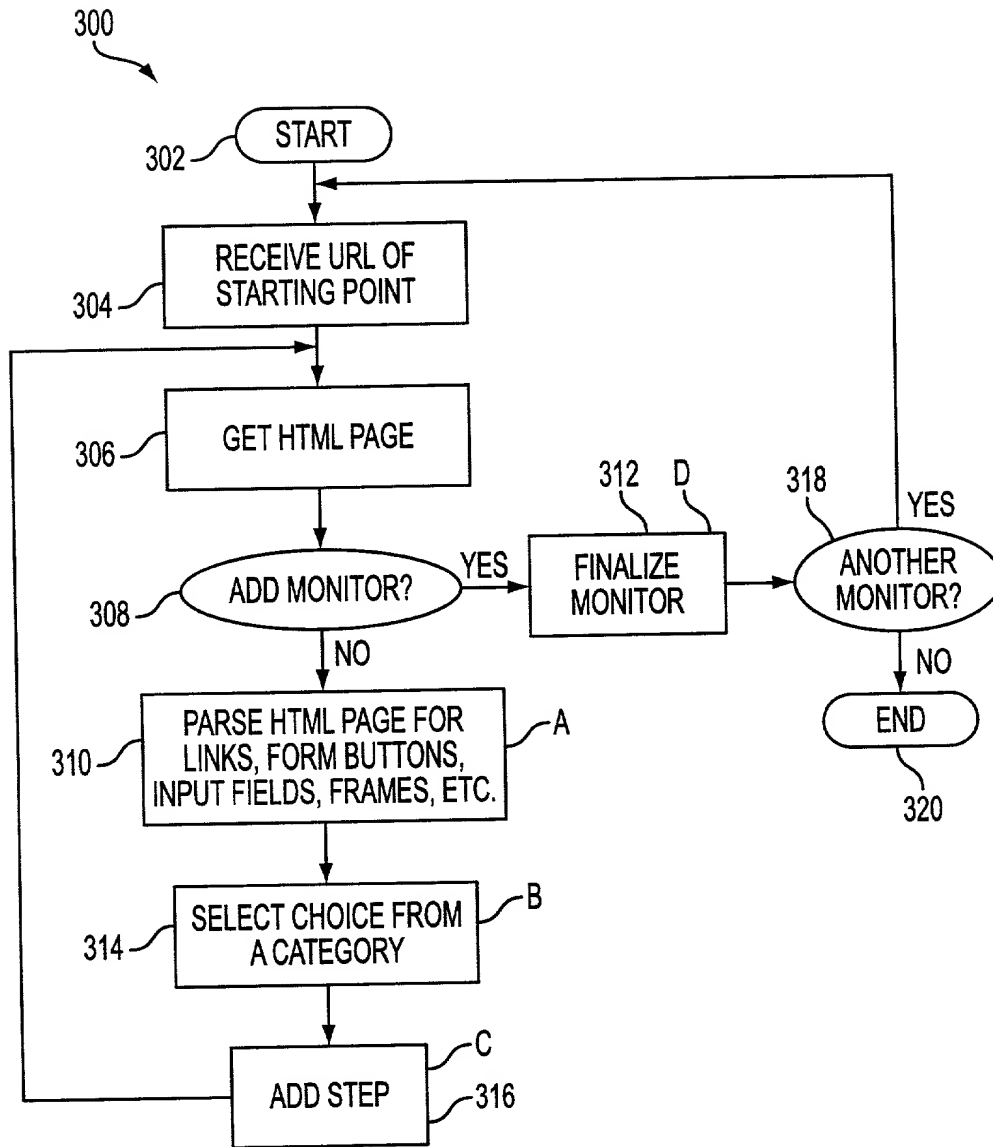 300
START
302
RECEIVE URL OF
STARTING POINT
304
GET HTML PAGE
306
312
D
318
YES
ADD MONITOR?
YES
FINALIZE
MONITOR
ANOTHER
MONITOR?
308
NO
NO
PARSE HTML PAGE FOR
LINKS, FORM BUTTONS,
INPUT FIELDS, FRAMES, ETC.
A
310
END
320
SELECT CHOICE FROM
A CATEGORY
B
314
C
ADD STEP
316